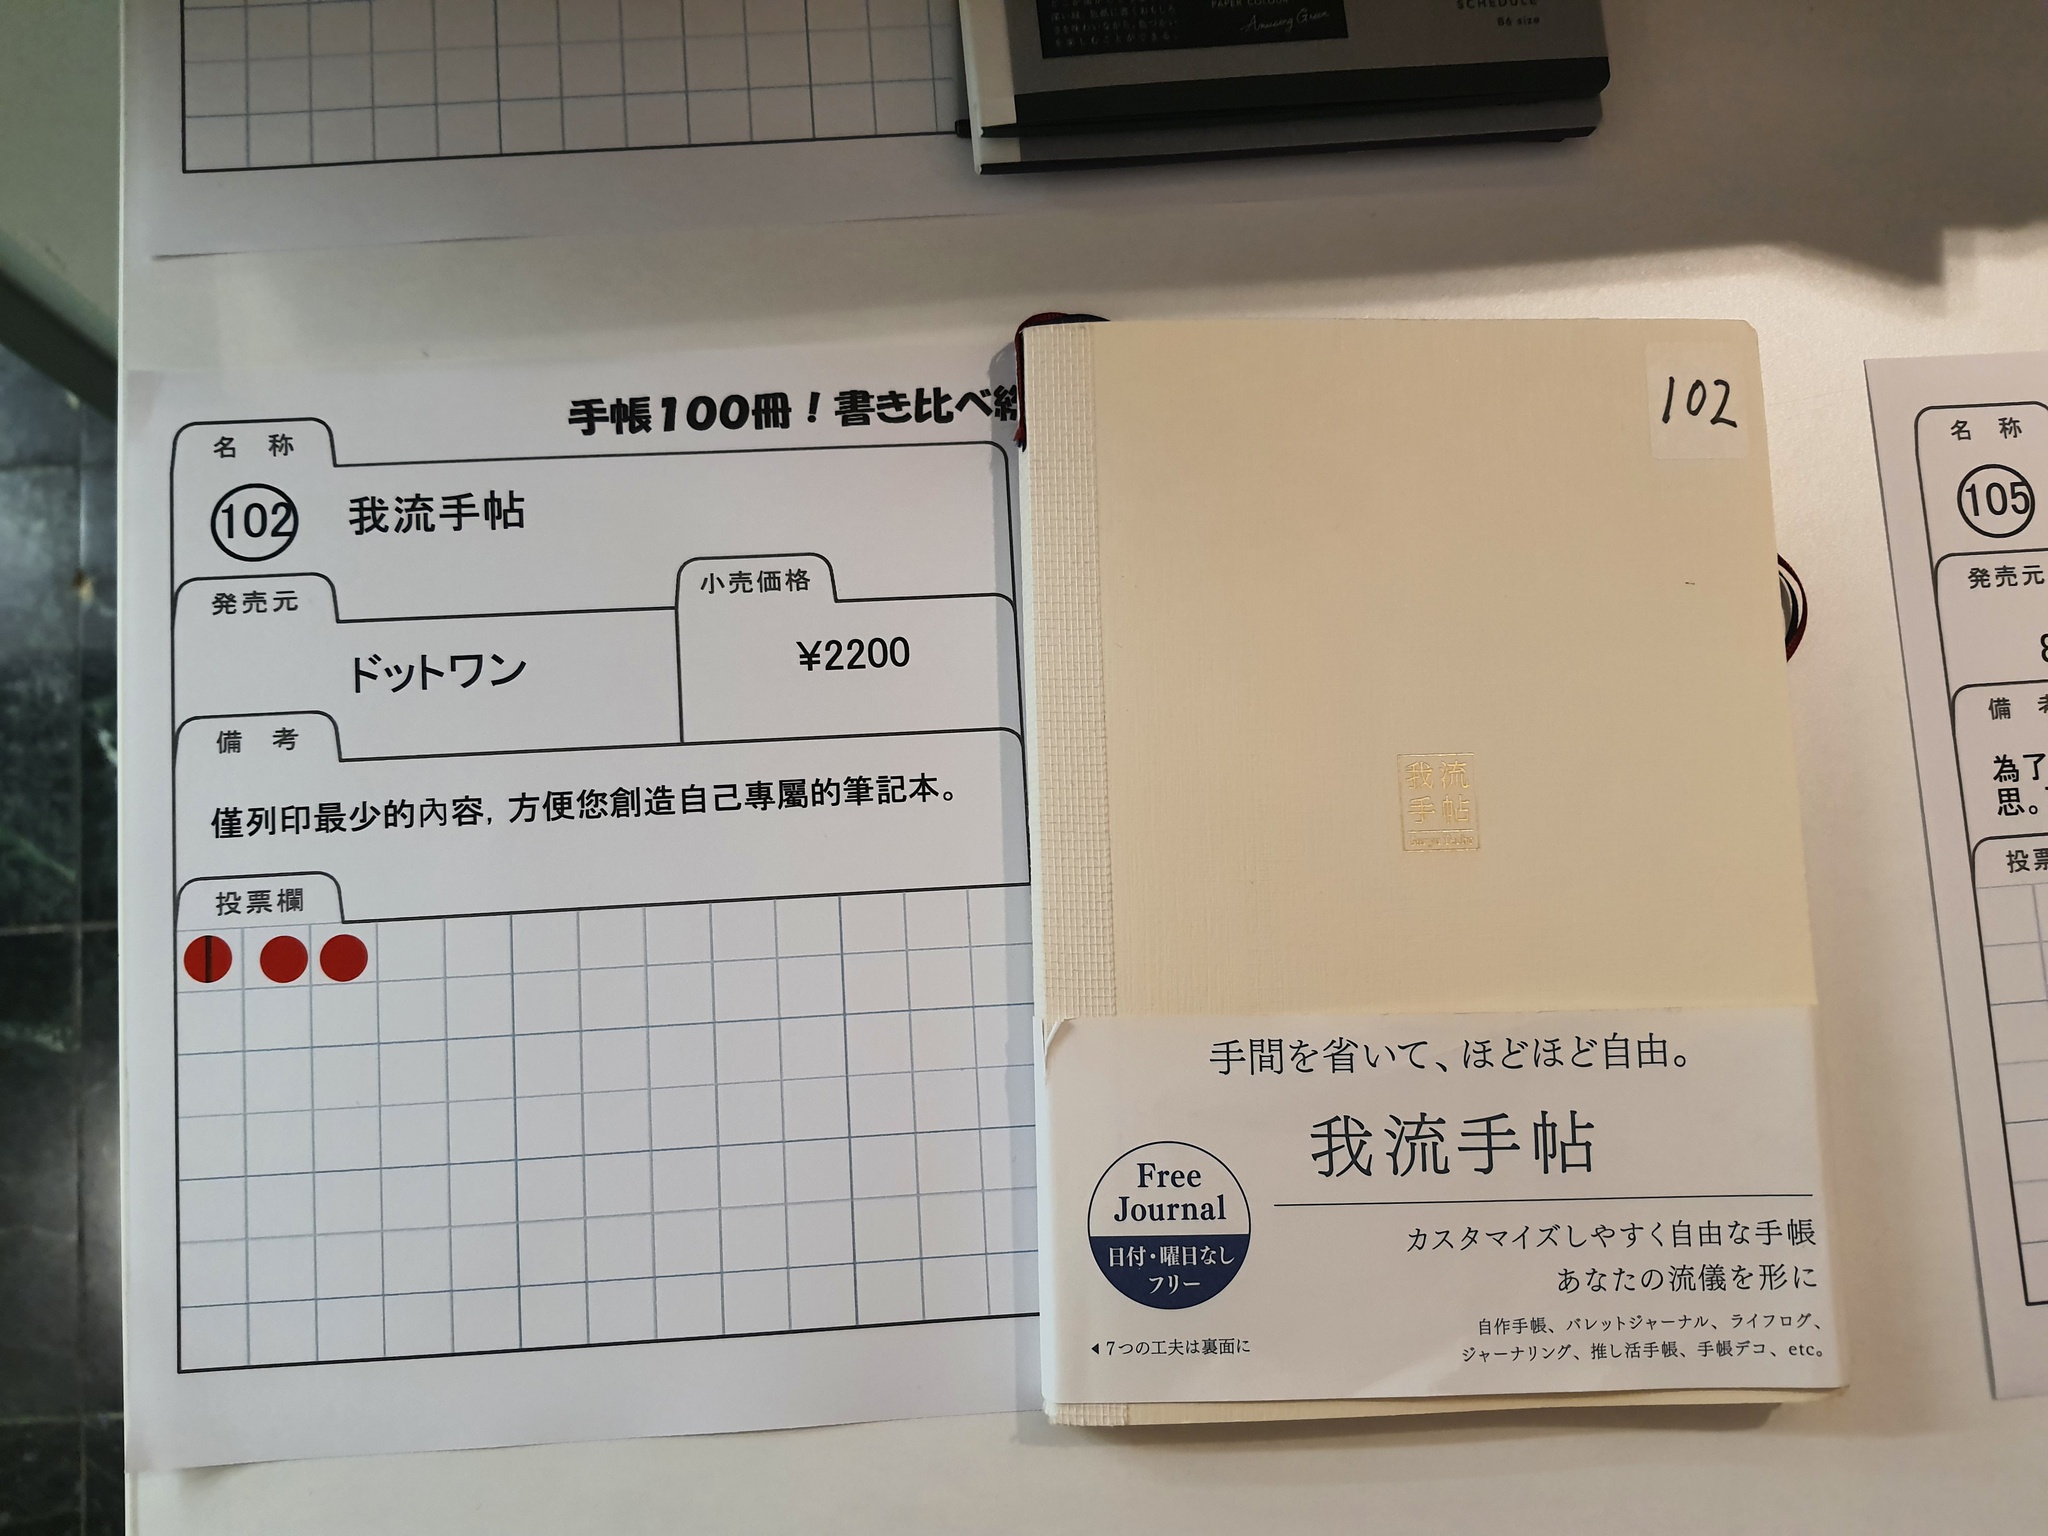 PAPER COLOUR
Amusing Green
SCHEDULE
B6 size
手帳100冊！書き比べ
名 称
102
我流手帖
発売元
ドットワン
小売価格
¥2200
備 考
僅列印最少的內容，方便您創造自己專屬的筆記本。
投票欄
102
我流
手帖
手間を省いて、ほどほど自由。
我流手帖
Free
Journal
日付・曜日なし
フリー
カスタマイズしやすく自由な手帳
あなたの流儀を形に
自作手帳、バレットジャーナル、ライフログ、
ジャーナリング、推し活手帳、手帳デコ、etc。
◀7つの工夫は裏面に
名 称
105
発売元
備
為了
思。
投票